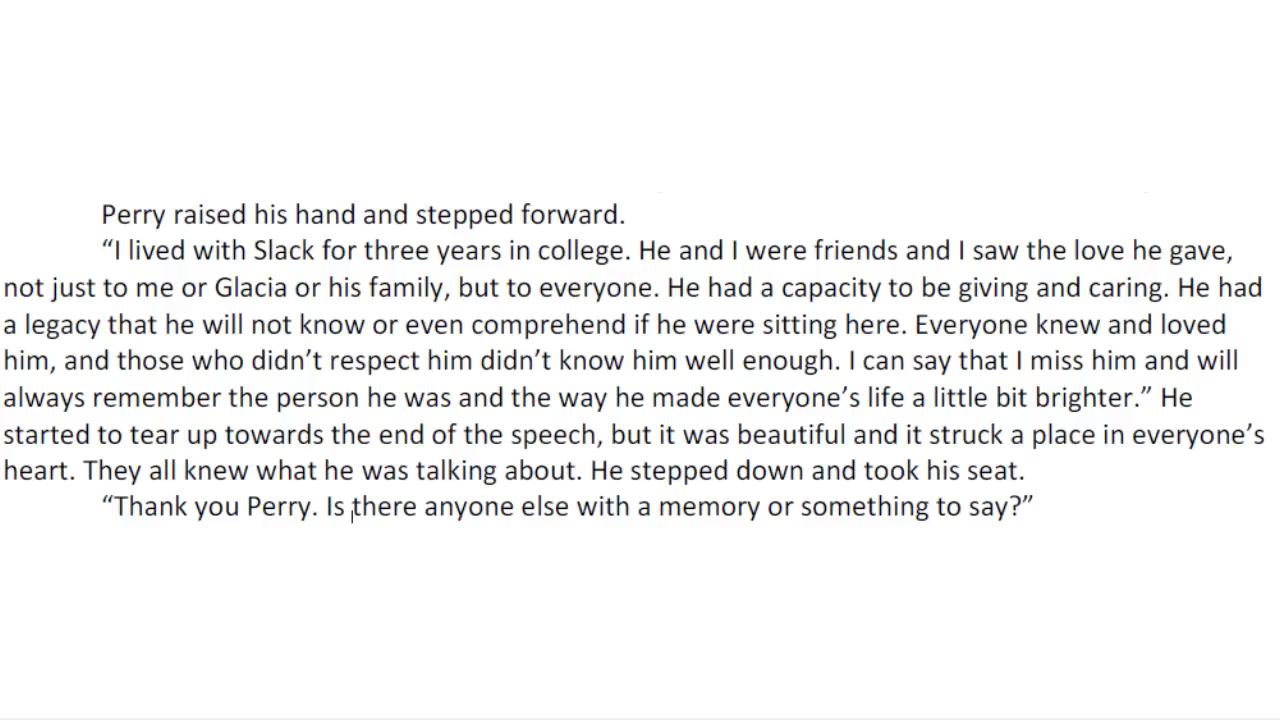 Perry raised his hand and stepped forward.
“I lived with Slack for three years in college. He and I were friends and I saw the love he gave,
not just to me or Glacia or his family, but to everyone. He had a capacity to be giving and caring. He had
a legacy that he will not know or even comprehend if he were sitting here. Everyone knew and loved
him, and those who didn’t respect him didn’t know him well enough. I can say that I miss him and will
always remember the person he was and the way he made everyone’s life a little bit brighter.” He
started to tear up towards the end of the speech, but it was beautiful and it struck a place in everyone’s
heart. They all knew what he was talking about. He stepped down and took his seat.
“Thank you Perry. Is there anyone else with a memory or something to say?”